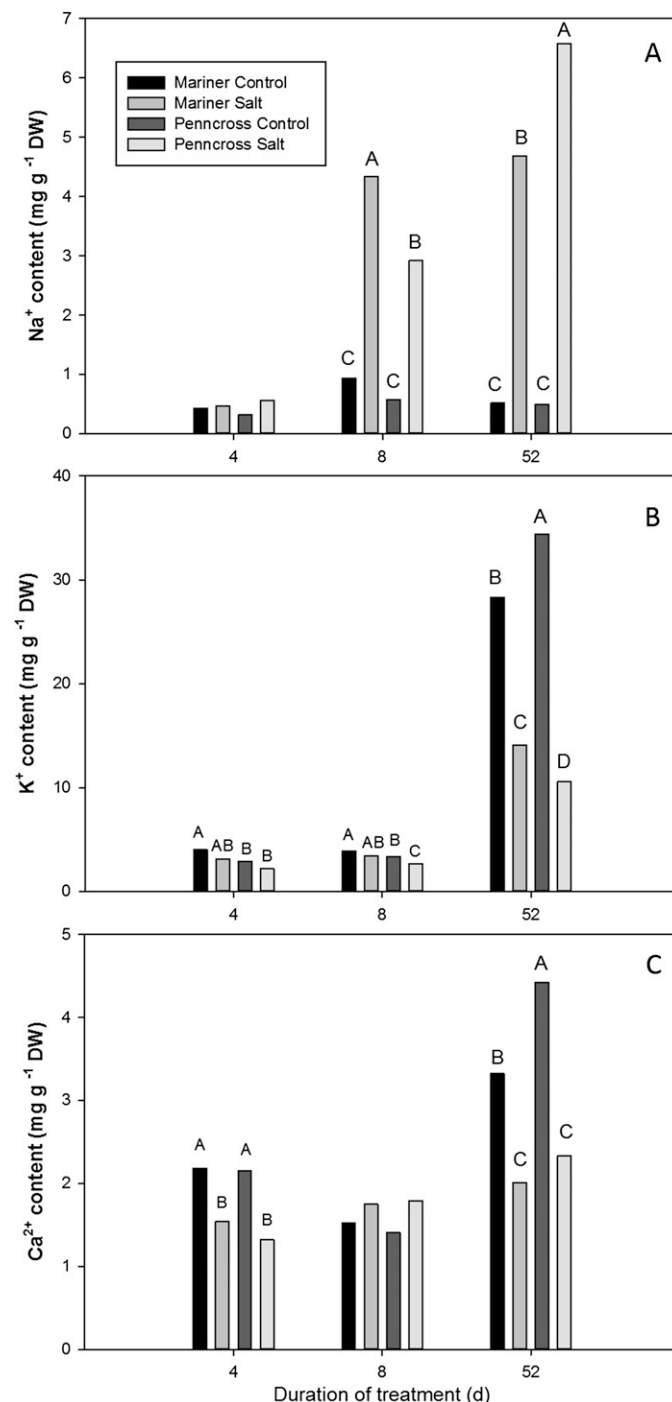 7
6
5
4
3
2
1
0
Na+ content (mg g -1 DW)
Mariner Control
Mariner Salt
Penncross Control
Penncross Salt
A
C
A
C
B
C
B
C
A
4
8
52
40
30
20
10
0
K+ content (mg g -1 DW)
B
A
AB
B
B
A
AB
B
C
B
C
A
D
4
8
52
5
4
3
2
1
0
Ca2+ content (mg g -1 DW)
C
A
B
A
B
B
C
A
C
4
8
52
Duration of treatment (d)